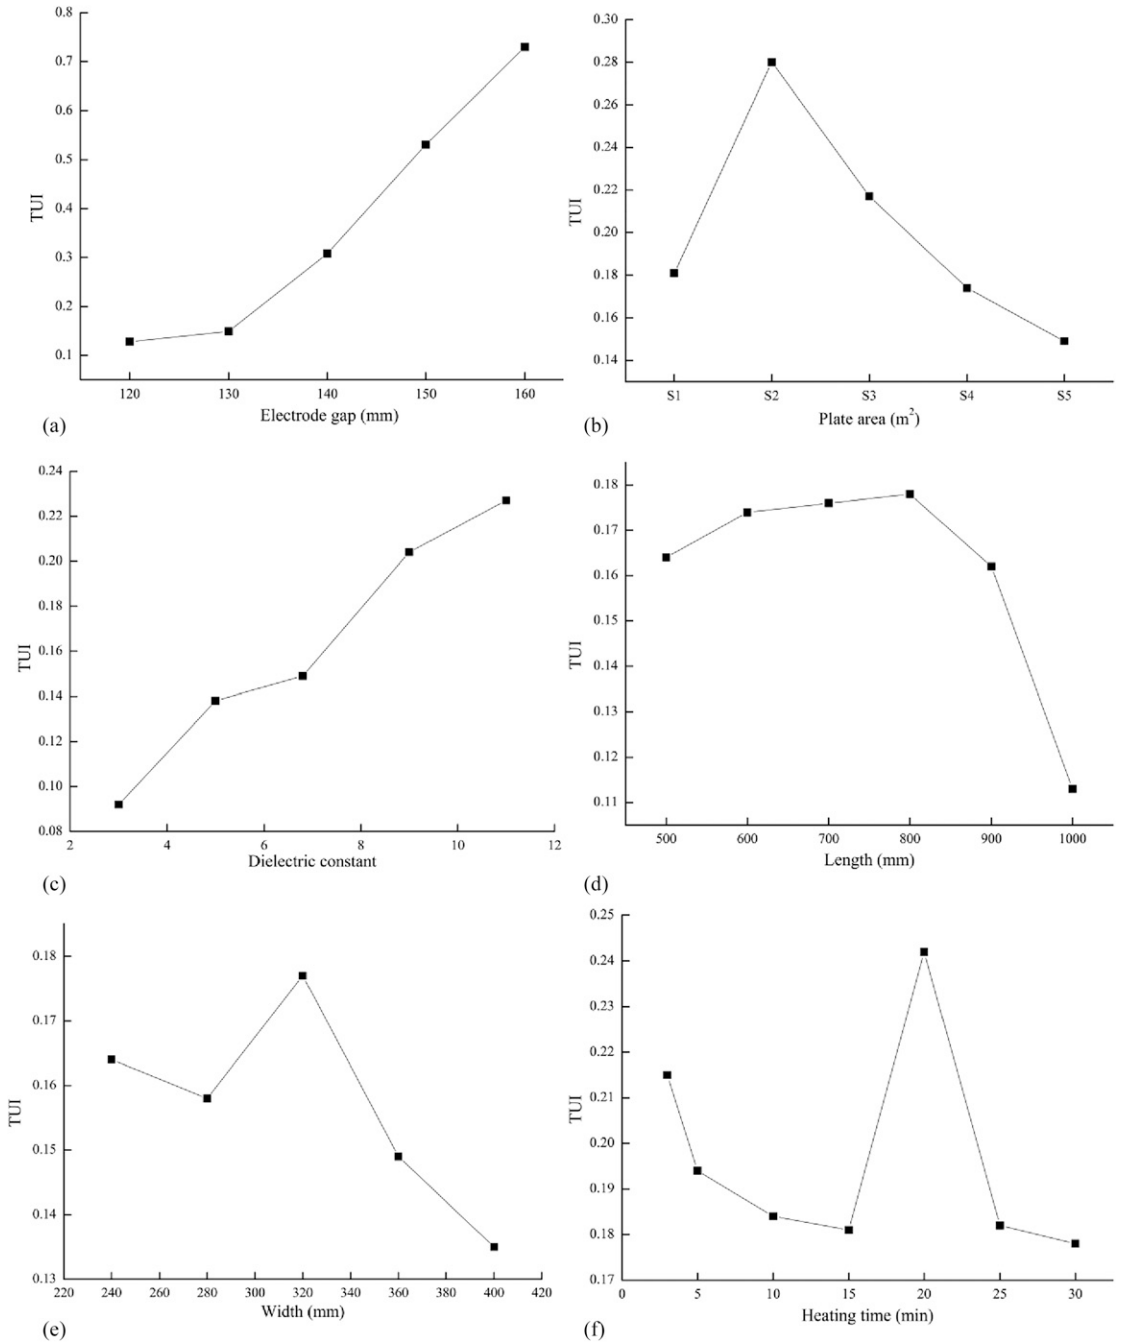 0.8
0.7
0.6
0.5
0.4
0.3
0.2
0.1
TUI
120 130 140 150 160
Electrode gap (mm)
(a)
0.30
0.28
0.26
0.24
0.22
0.20
0.18
0.16
0.14
TUI
S1 S2 S3 S4 S5
Plate area (m²)
(b)
0.24
0.22
0.20
0.18
0.16
0.14
0.12
0.10
0.08
TUI
2 4 6 8 10 12
Dielectric constant
(c)
0.18
0.17
0.16
0.15
0.14
0.13
0.12
0.11
TUI
500 600 700 800 900 1000
Length (mm)
(d)
0.18
0.17
0.16
0.15
0.14
0.13
TUI
220 240 260 280 300 320 340 360 380 400 420
Width (mm)
(e)
0.25
0.24
0.23
0.22
0.21
0.20
0.19
0.18
0.17
TUI
0 5 10 15 20 25 30
Heating time (min)
(f)